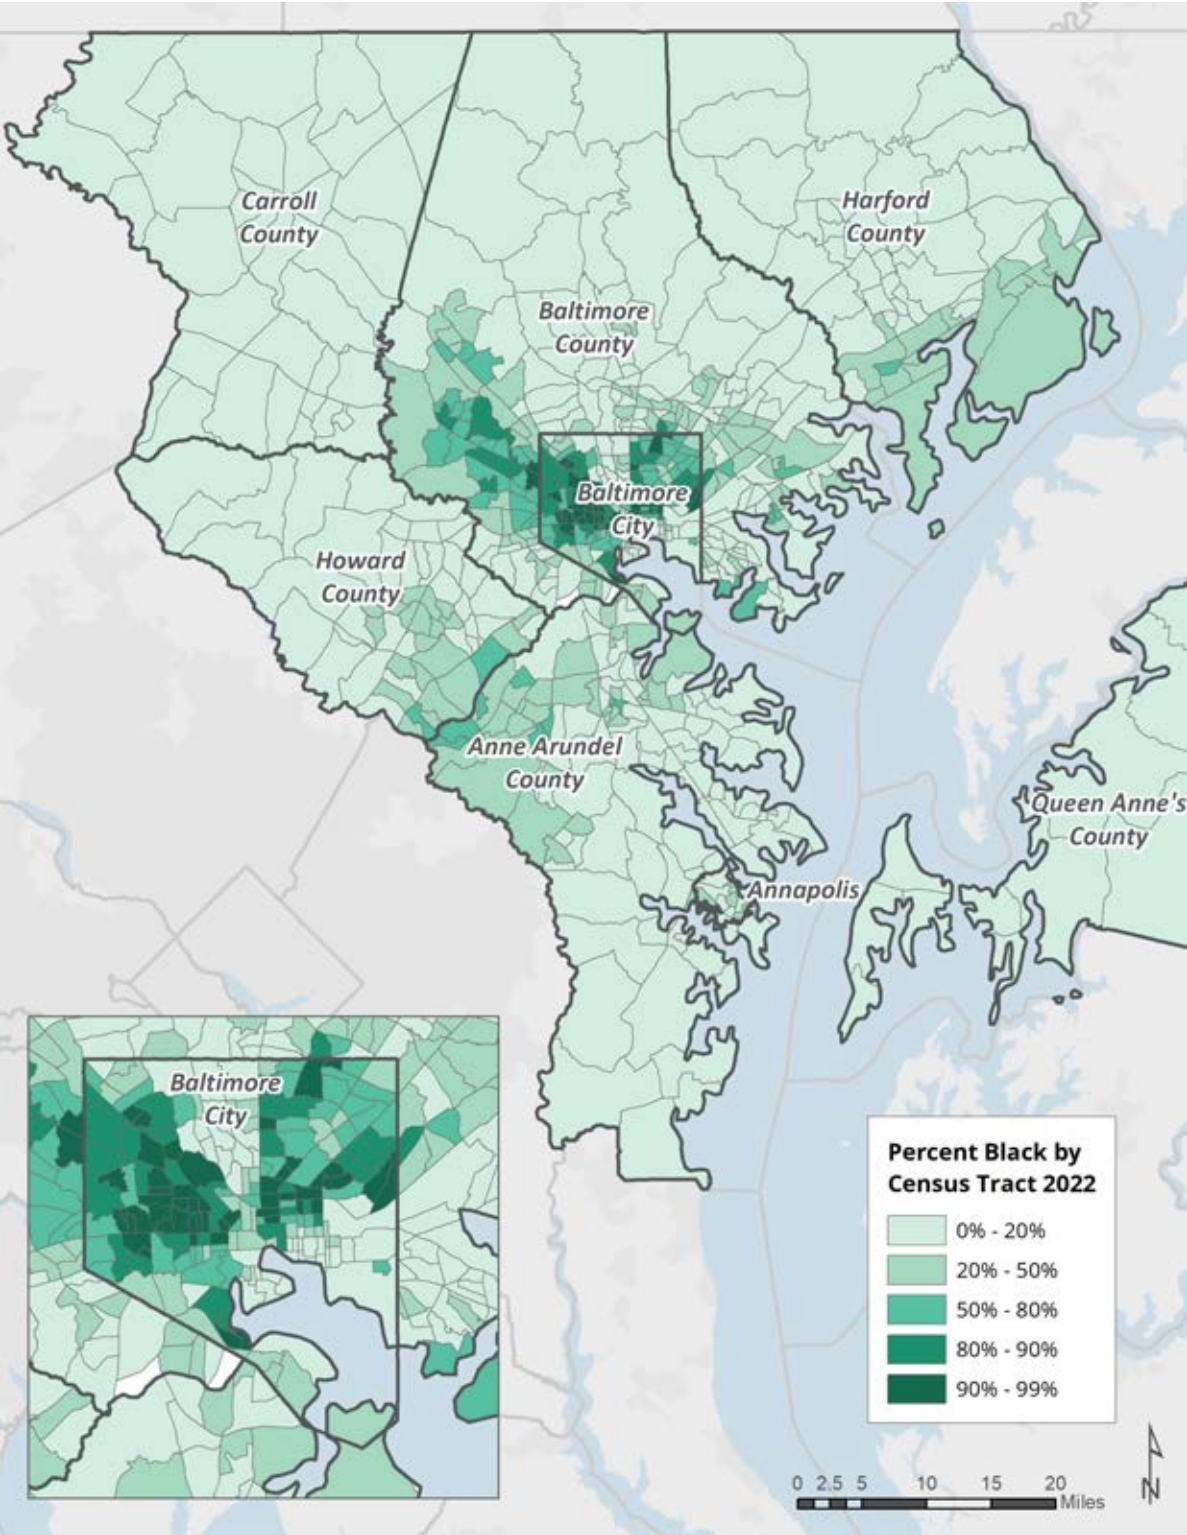 Carroll
County
Harford
County
Baltimore
County
Baltimore
City
Howard
County
Anne Arundel
County
Queen Anne's
County
Annapolis
Baltimore
City
Percent Black by
Census Tract 2022
0% - 20%
20% - 50%
50% - 80%
80% - 90%
90% - 99%
0 2.5 5 10 15 20
Miles
N